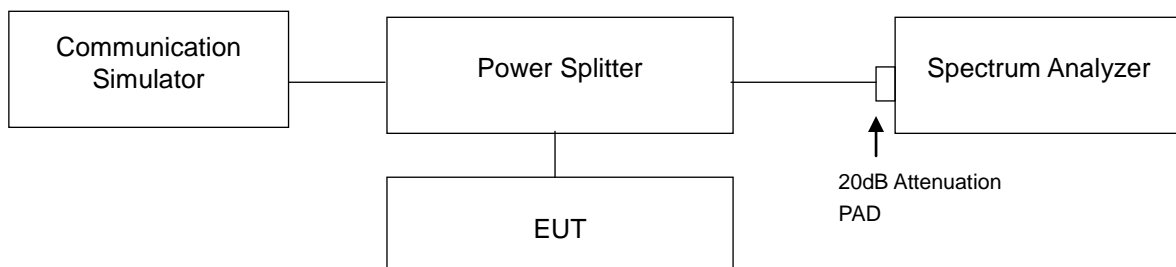 Communication
Simulator
Power Splitter
Spectrum Analyzer
20dB Attenuation
PAD
EUT